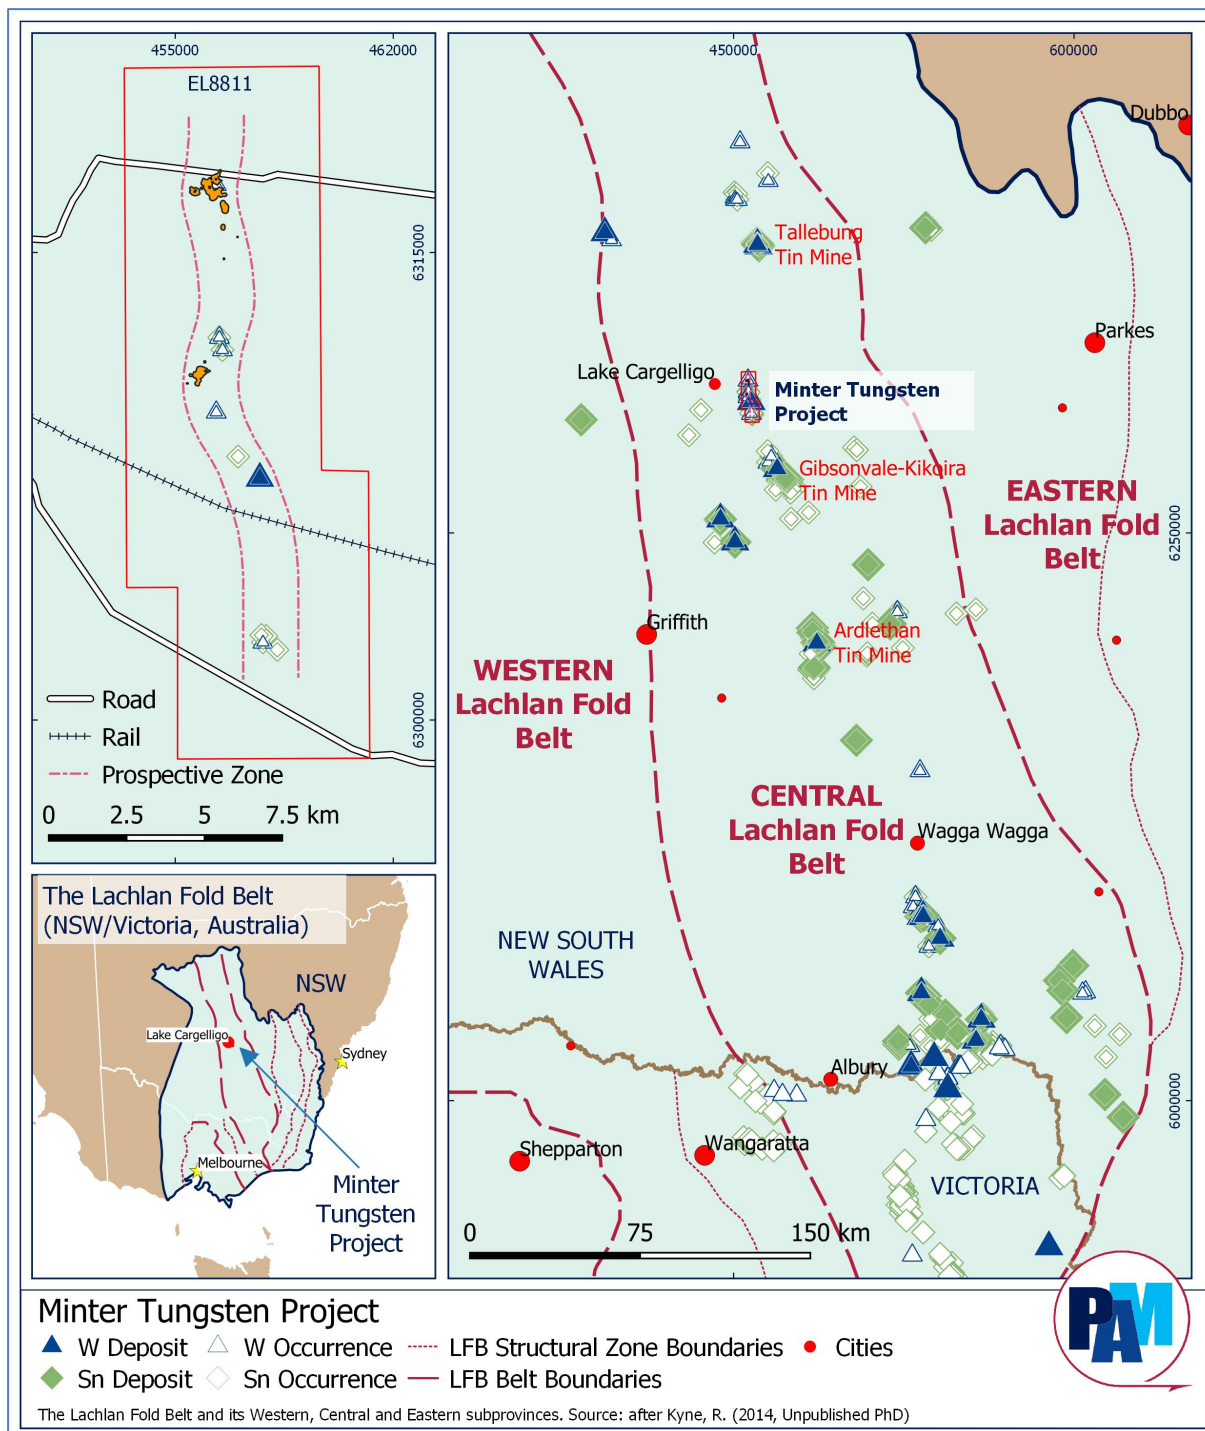 455000
462000
EL8811
6315000
6300000
Road
Rail
Prospective Zone
0 2.5 5 7.5 km
The Lachlan Fold Belt
(NSW/Victoria, Australia)
NSW
Lake Cargelligo
Sydney
Melbourne
Minter
Tungsten
Project
450000
600000
Dubbo
Tallebung
Tin Mine
Parkes
Lake Cargelligo
Minter Tungsten
Project
Gibsonvale-Kikoira
Tin Mine
EASTERN
Lachlan Fold
Belt
6250000
Griffith
Ardlethan
Tin Mine
WESTERN
Lachlan Fold
Belt
CENTRAL
Lachlan Fold
Belt
Wagga Wagga
NEW SOUTH
WALES
Albury
6000000
Shepparton
Wangaratta
VICTORIA
0 75 150 km
PAM
Minter Tungsten Project
W Deposit W Occurrence LFB Structural Zone Boundaries Cities
Sn Deposit Sn Occurrence LFB Belt Boundaries
The Lachlan Fold Belt and its Western, Central and Eastern subprovinces. Source: after Kyne, R. (2014, Unpublished PhD)